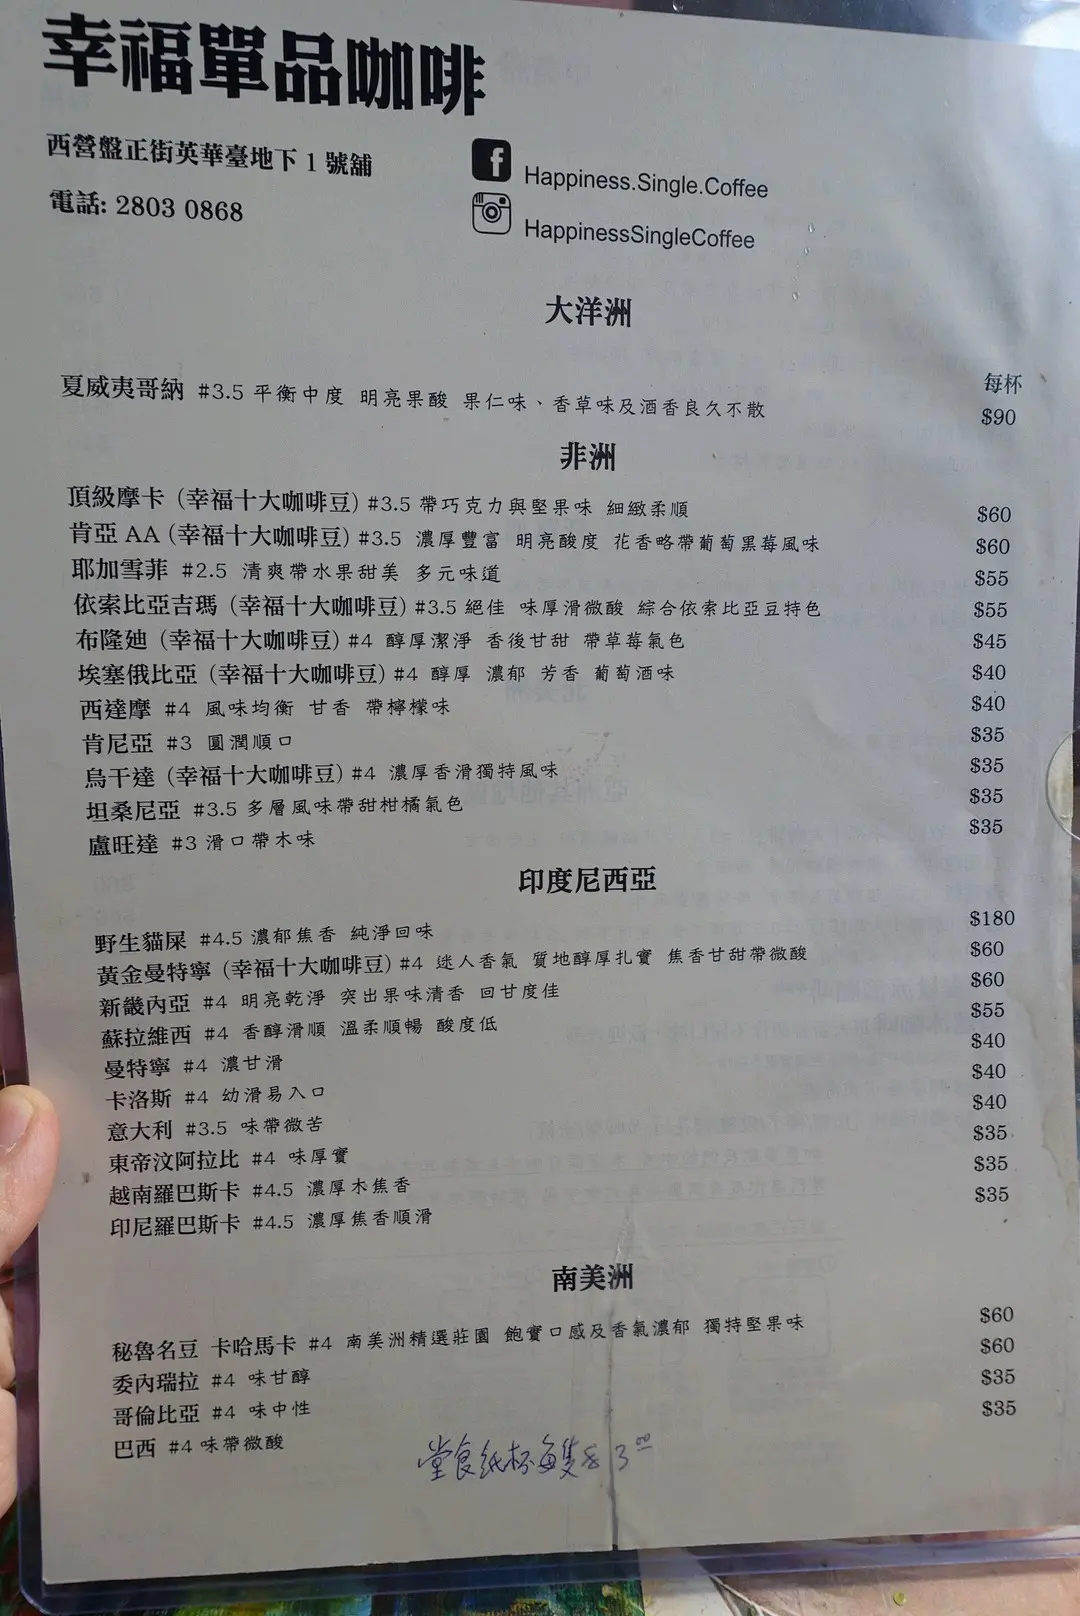 幸福單品咖啡
西營盤正街英華臺地下 1 號舖
電話: 2803 0868
Happiness.Single.Coffee
HappinessSingleCoffee
大洋洲
每杯
夏威夷哥納 #3.5 平衡中度 明亮果酸 果仁味、香草味及酒香良久不散 $90
非洲
頂級摩卡 (幸福十大咖啡豆) #3.5 帶巧克力與堅果味 細緻柔順 $60
肯亞 AA (幸福十大咖啡豆) #3.5 濃厚豐富 明亮酸度 花香略帶葡萄黑莓風味 $60
耶加雪菲 #2.5 清爽帶水果甜美 多元味道 $55
依索比亞吉瑪 (幸福十大咖啡豆) #3.5 絕佳 味厚滑微酸 綜合依索比亞豆特色 $55
布隆迪 (幸福十大咖啡豆) #4 醇厚潔淨 香後甘甜 帶草莓氣色 $45
埃塞俄比亞 (幸福十大咖啡豆) #4 醇厚 濃郁 芳香 葡萄酒味 $40
西達摩 #4 風味均衡 甘香 帶檸檬味 $40
肯尼亞 #3 圓潤順口 $35
烏干達 (幸福十大咖啡豆) #4 濃厚香滑獨特風味 $35
坦桑尼亞 #3.5 多層風味帶甜柑橘氣色 $35
盧旺達 #3 滑口帶木味 $35
印度尼西亞
野生貓屎 #4.5 濃郁焦香 純淨回味 $180
黃金曼特寧 (幸福十大咖啡豆) #4 迷人香氣 質地醇厚扎實 焦香甘甜帶微酸 $60
新畿內亞 #4 明亮乾淨 突出果味清香 回甘度佳 $60
蘇拉維西 #4 香醇滑順 溫柔順暢 酸度低 $55
曼特寧 #4 濃甘滑 $40
卡洛斯 #4 幼滑易入口 $40
意大利 #3.5 味帶微苦 $40
東帝汶阿拉比 #4 味厚實 $35
越南羅巴斯卡 #4.5 濃厚木焦香 $35
印尼羅巴斯卡 #4.5 濃厚焦香順滑 $35
南美洲
秘魯名豆 卡哈馬卡 #4 南美洲精選莊園 飽實口感及香氣濃郁 獨特堅果味 $60
委內瑞拉 #4 味甘醇 $60
哥倫比亞 #4 味中性 $35
巴西 #4 味帶微酸 $35
堂食紙杯每隻 3.00